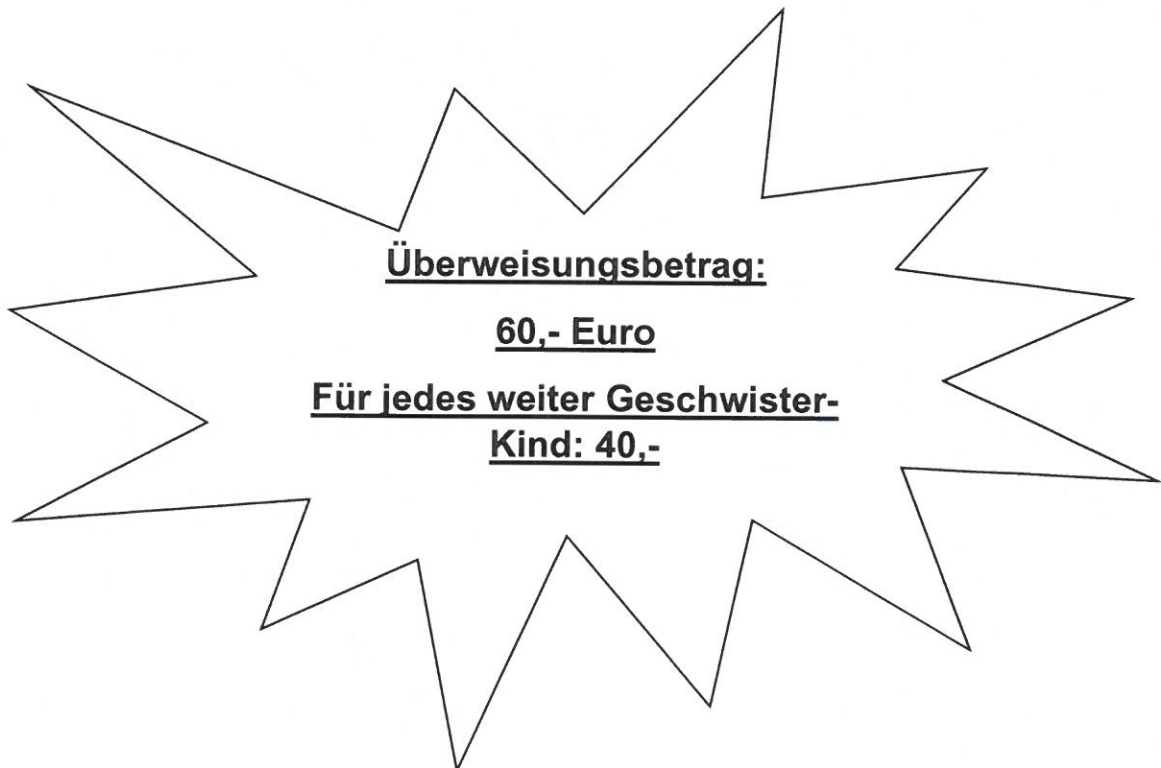 Überweisungsbetrag:
60,- Euro
Für jedes weiter Geschwister-
Kind: 40,-